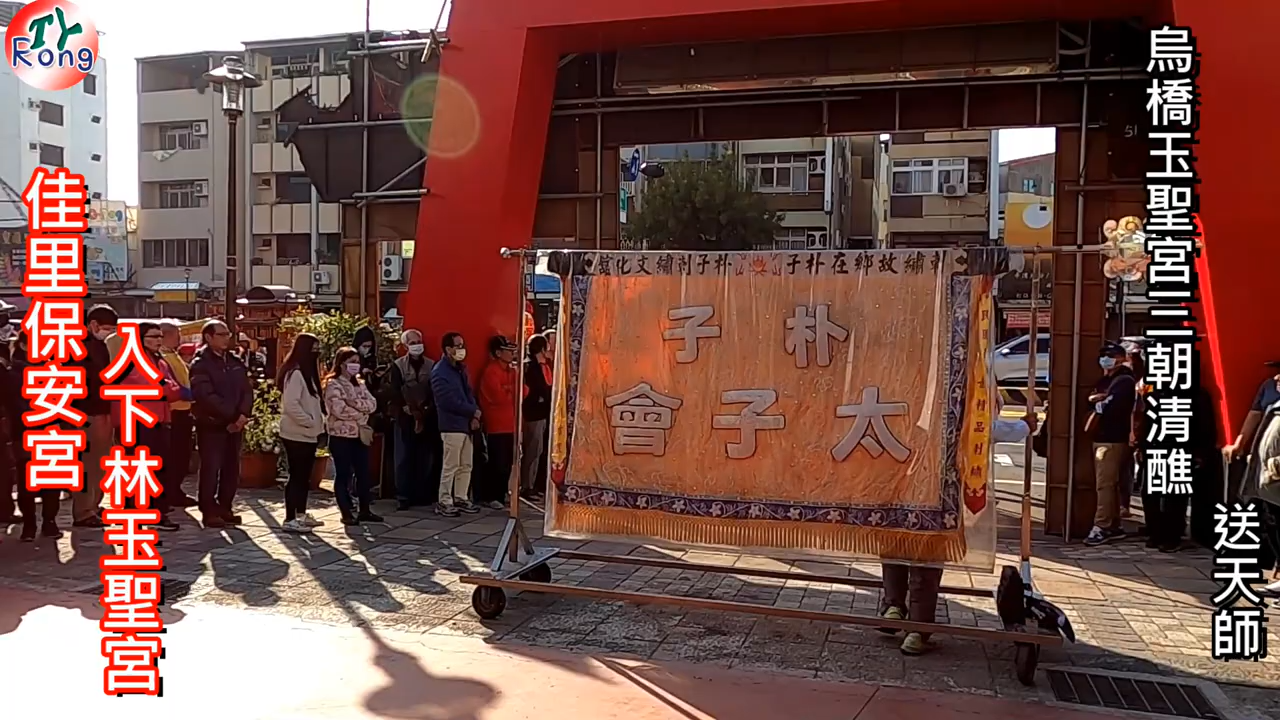 TY
Rong
烏橋玉聖宮三朝清醮
送天師
佳里保安宮
入下林玉聖宮
朴子
太子會